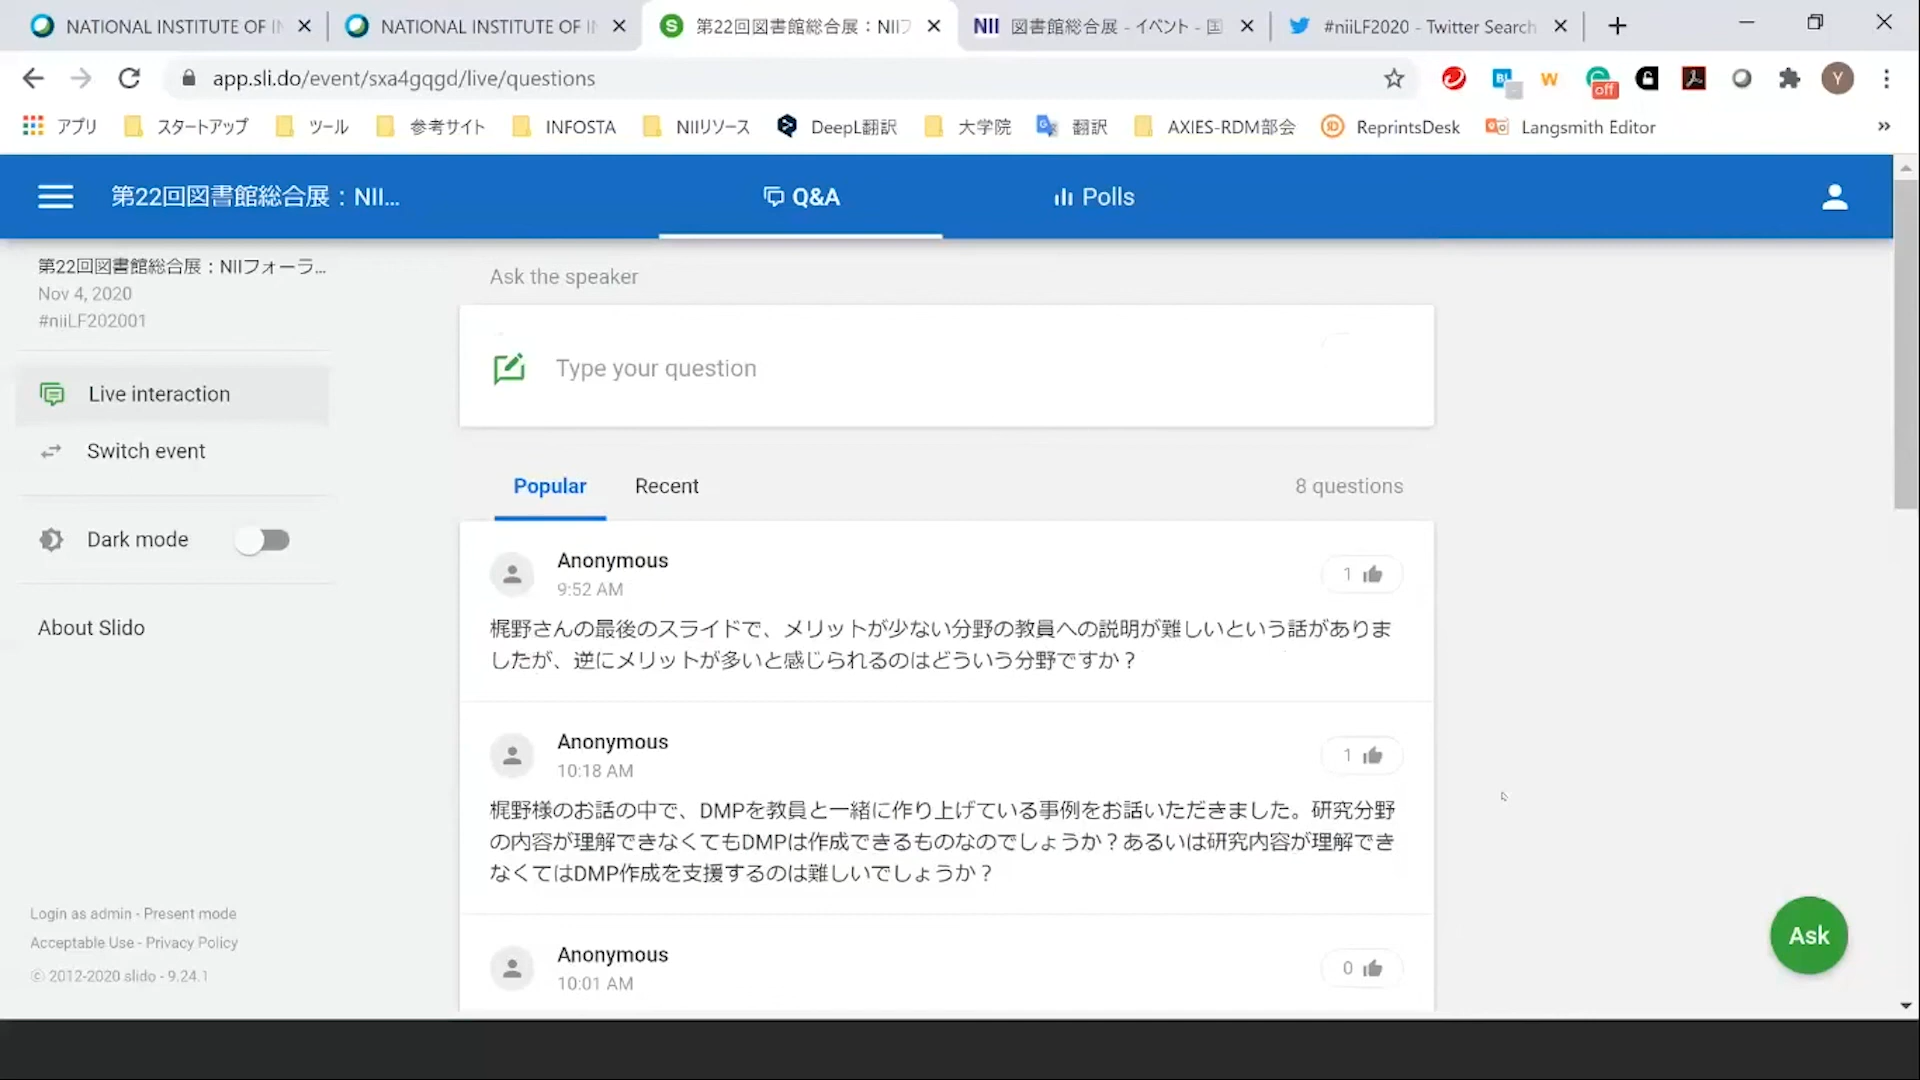 NATIONAL INSTITUTE OF IN
NATIONAL INSTITUTE OF IN
第22回図書館総合展：NIIフ
NII 図書館総合展 - イベント - 国
#niiLF2020 - Twitter Search
app.sli.do/event/sxa4gqgd/live/questions
off
Y
アプリ
スタートアップ
ツール
参考サイト
INFOSTA
NIIリソース
DeepL翻訳
大学院
翻訳
AXIES-RDM部会
ReprintsDesk
Langsmith Editor
第22回図書館総合展：NII...
Q&A
Polls
第22回図書館総合展：NIIフォーラ...
Nov 4, 2020
#niiLF202001
Live interaction
Switch event
Dark mode
About Slido
Login as admin - Present mode
Acceptable Use - Privacy Policy
© 2012-2020 slido - 9.24.1
Ask the speaker
Type your question
Popular
Recent
8 questions
Anonymous
9:52 AM
1
梶野さんの最後のスライドで、メリットが少ない分野の教員への説明が難しいという話がありま
したが、逆にメリットが多いと感じられるのはどういう分野ですか？
Anonymous
10:18 AM
1
梶野様のお話の中で、DMPを教員と一緒に作り上げている事例をお話いただきました。研究分野
の内容が理解できなくてもDMPは作成できるものなのでしょうか？あるいは研究内容が理解でき
なくてはDMP作成を支援するのは難しいでしょうか？
Anonymous
10:01 AM
0
Ask